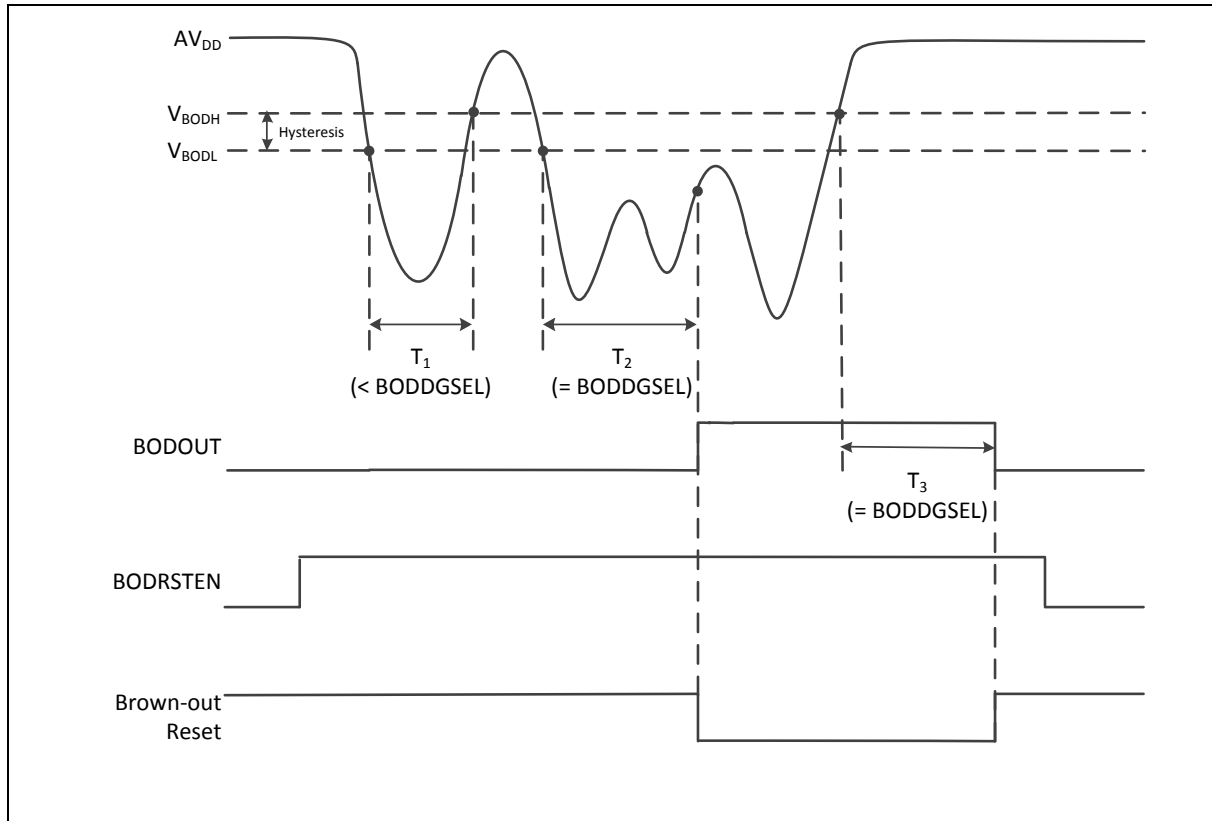 AVDD
VBODH
Hysteresis
VBODL
T1
(< BODDGSEL)
T2
(= BODDGSEL)
BODOUT
T3
(= BODDGSEL)
BODRSTEN
Brown-out
Reset